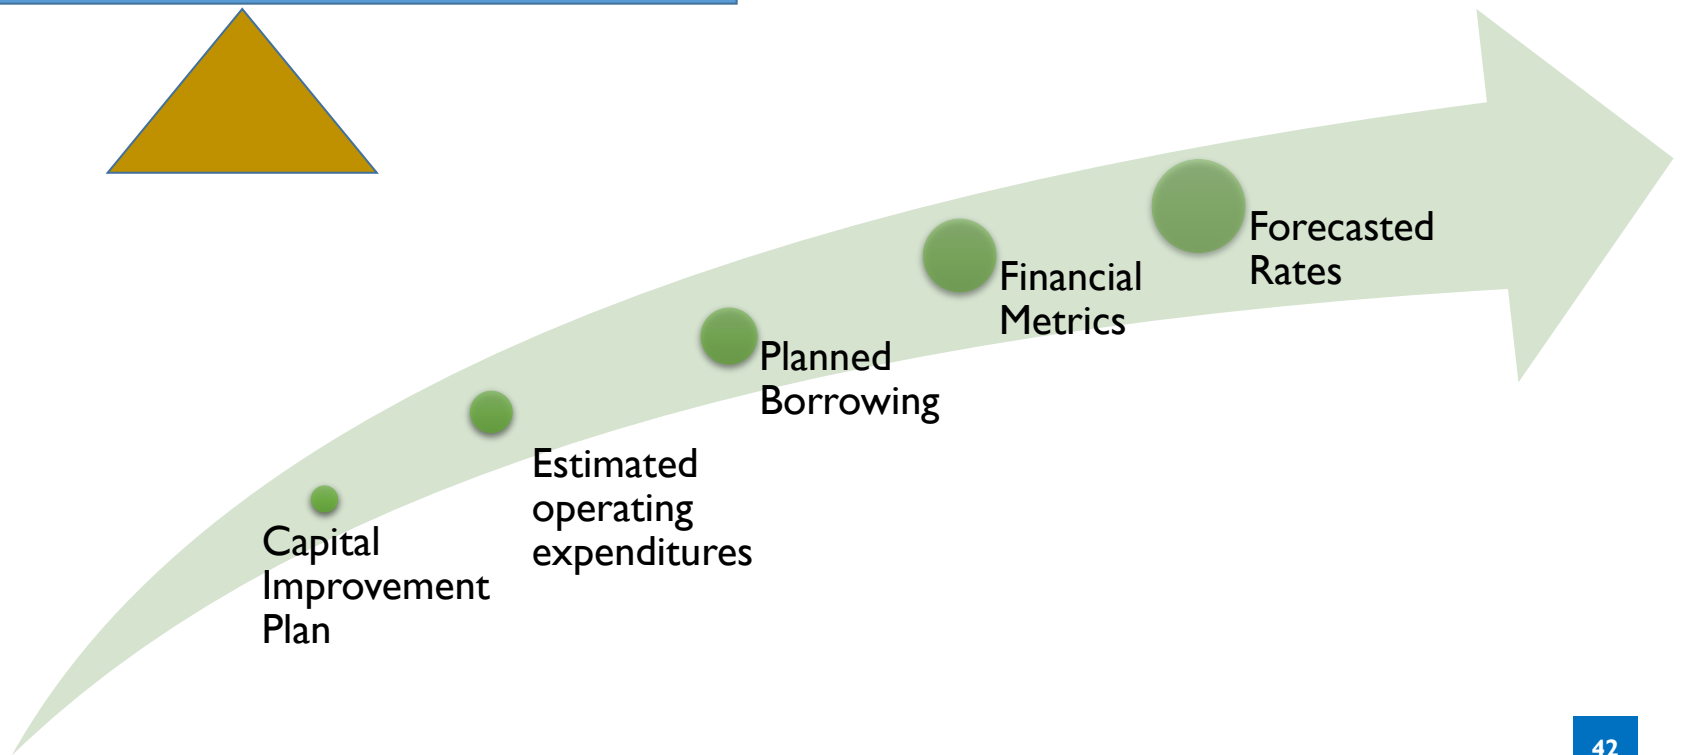 Capital
Improvement
Plan
Estimated
operating
expenditures
Planned
Borrowing
Financial
Metrics
Forecasted
Rates
42